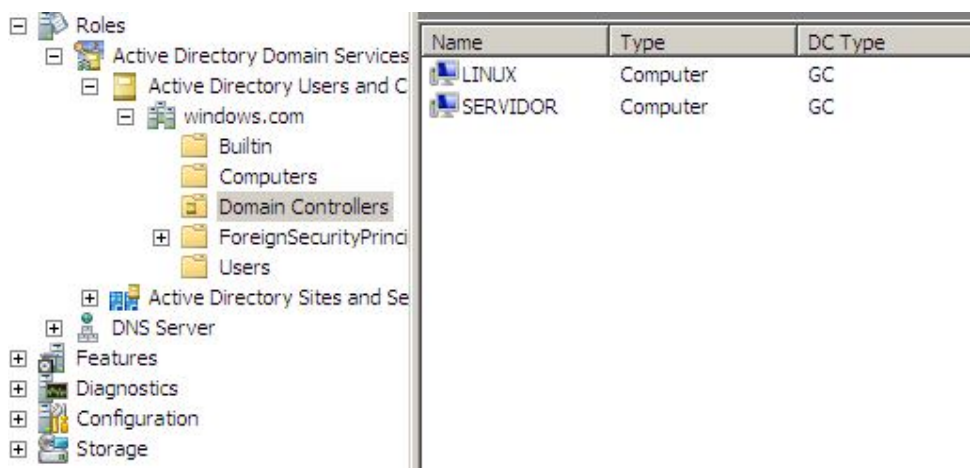 Roles
Active Directory Domain Services
Active Directory Users and C
windows.com
Builtin
Computers
Domain Controllers
ForeignSecurityPrinci
Users
Active Directory Sites and Se
DNS Server
Features
Diagnostics
Configuration
Storage
Name Type DC Type
LINUX Computer GC
SERVIDOR Computer GC